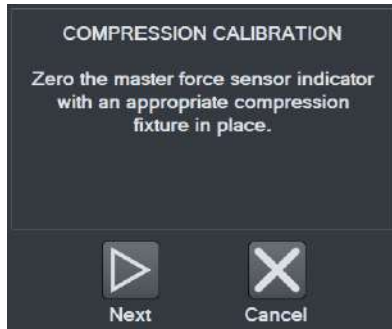 COMPRESSION CALIBRATION
Zero the master force sensor indicator
with an appropriate compression
fixture in place.
Next
Cancel